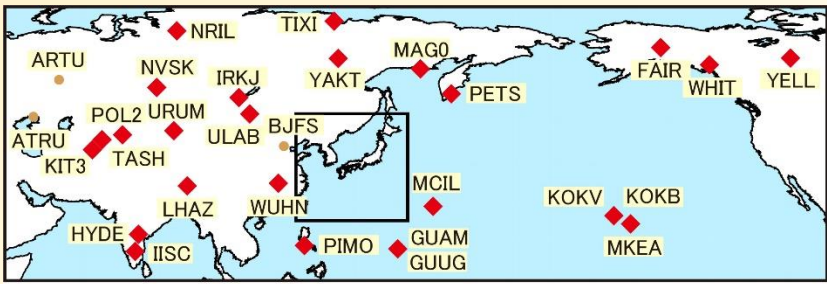 TIXI
NRIL
MAG0
ARTU
FAIR
NVSK
IRKJ
YAKT
YELL
WHIT
PETS
POL2
URUM
BJFS
ATRU
ULAB
TASH
KIT3
MCIL
KOKV
KOKB
LHAZ
WUHN
MKEA
HYDE
PIMO
GUAM
IISC
GUUG